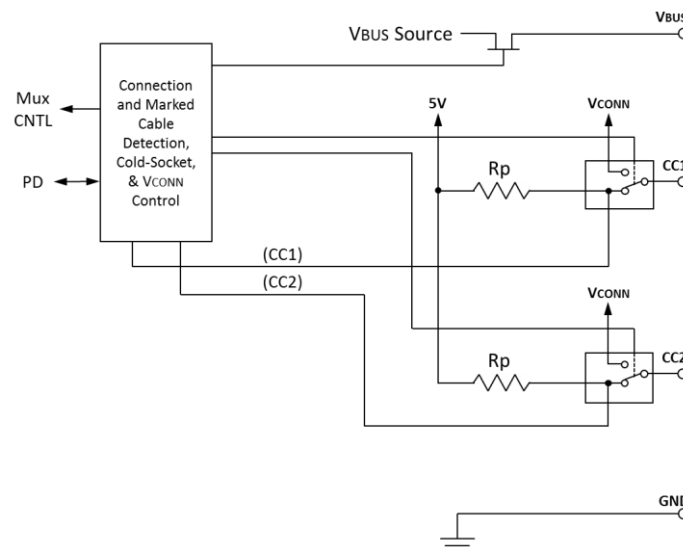 VBUS
VBUS Source
Connection
and Marked
Cable
Detection,
Cold-Socket,
& VCONN
Control
Mux
CNTL
PD
5V
VCONN
Rp
CC1
(CC1)
(CC2)
VCONN
Rp
CC2
GND